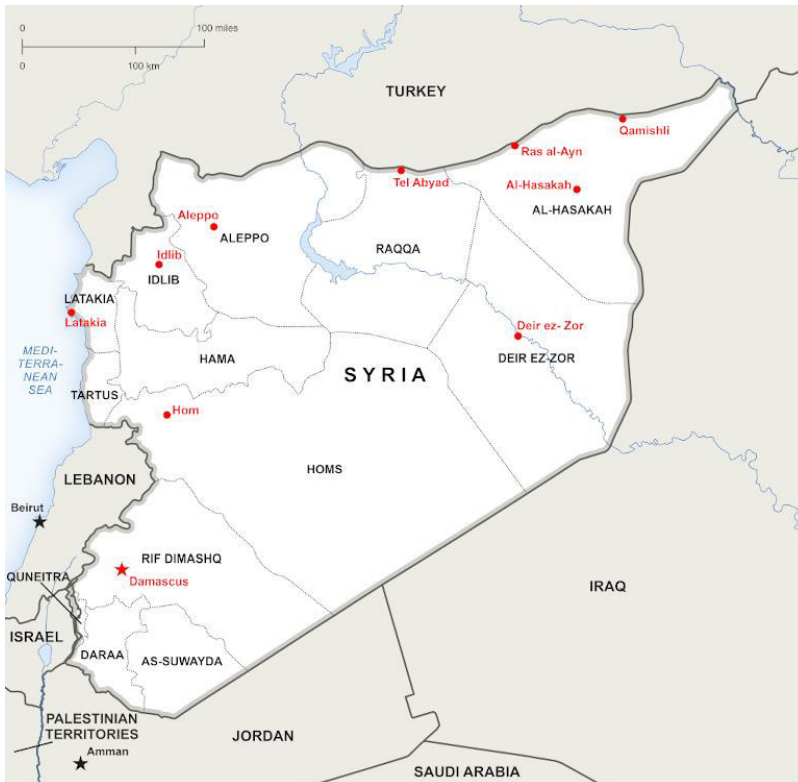 0
100 miles
0
100 km
TURKEY
Qamishli
Ras al-Ayn
Tel Abyad
Al-Hasakah
AL-HASAKAH
Aleppo
ALEPPO
RAQQA
Idlib
IDLIB
LATAKIA
Latakia
Deir ez- Zor
DEIR EZ-ZOR
HAMA
MEDI-
TERRA-
NEAN
SEA
SYRIA
TARTUS
Hom
HOMS
LEBANON
Beirut
RIF DIMASHQ
Damascus
QUNEITRA
IRAQ
ISRAEL
DARAA
AS-SUWAYDA
PALESTINIAN
TERRITORIES
JORDAN
Amman
SAUDI ARABIA